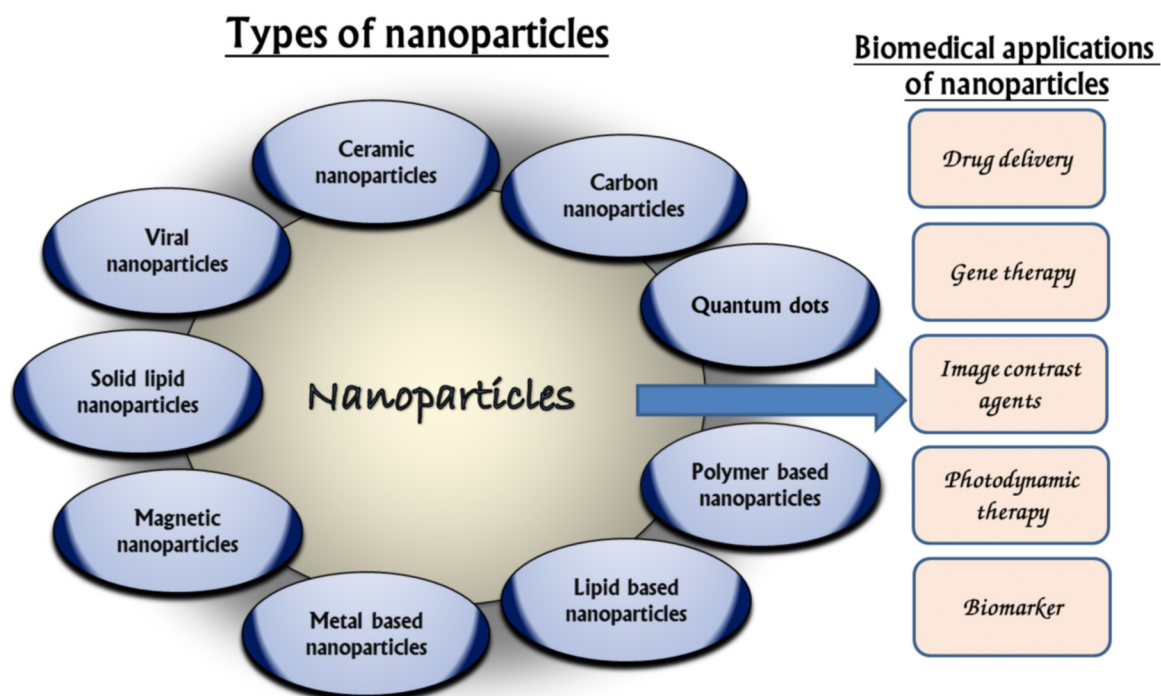 Types of nanoparticles
Biomedical applications
of nanoparticles
Ceramic
nanoparticles
Carbon
nanoparticles
Quantum dots
Polymer based
nanoparticles
Lipid based
nanoparticles
Metal based
nanoparticles
Magnetic
nanoparticles
Solid lipid
nanoparticles
Viral
nanoparticles
Nanoparticles
Drug delivery
Gene therapy
Image contrast
agents
Photodynamic
therapy
Biomarker